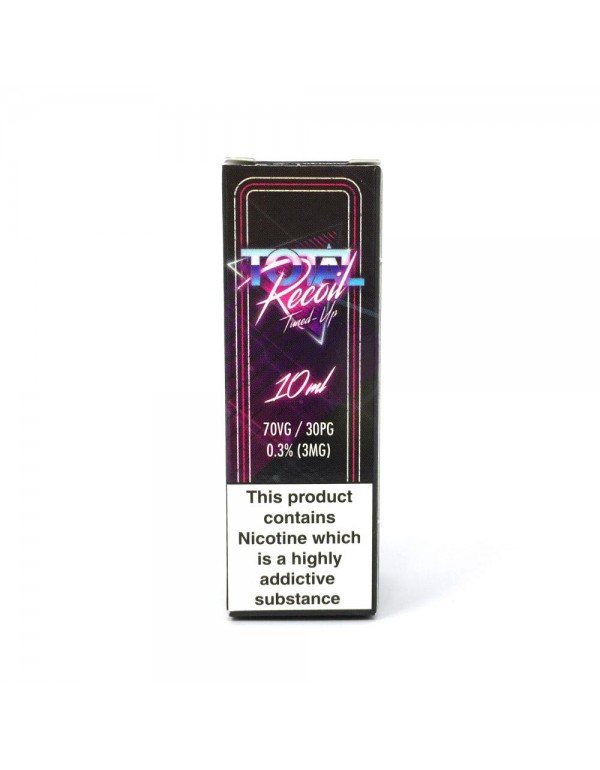 TOTAL
Recoil
Tuned-Up
10ml
70VG / 30PG
0.3% (3MG)
This product
contains
Nicotine which
is a highly
addictive
substance